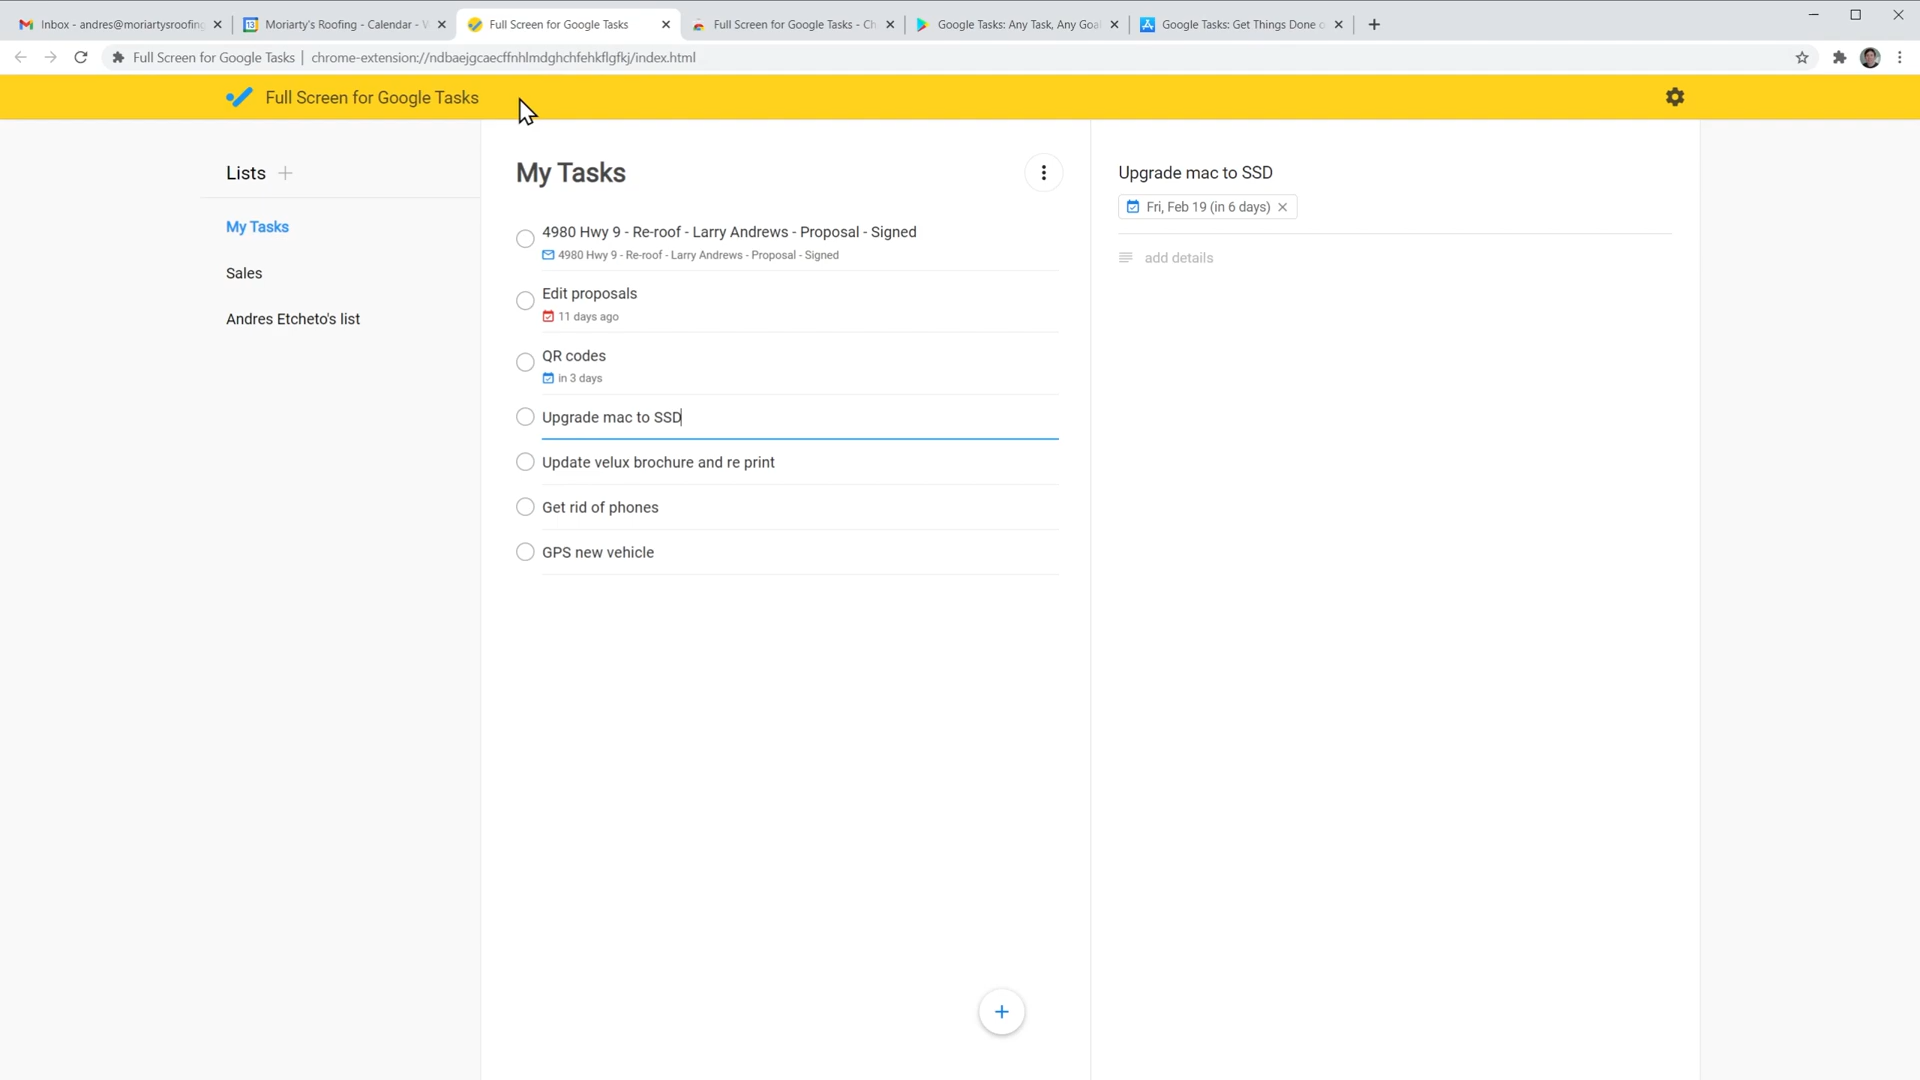 Inbox - andres@moriartysroofing
Moriarty's Roofing - Calendar - W
Full Screen for Google Tasks
Full Screen for Google Tasks - Ch
Google Tasks: Any Task, Any Goal
Google Tasks: Get Things Done o
Full Screen for Google Tasks | chrome-extension://ndbaejgcaecffnhlmdghchfehkflgfkj/index.html
Full Screen for Google Tasks
Lists
My Tasks
Sales
Andres Etcheto's list
My Tasks
4980 Hwy 9 - Re-roof - Larry Andrews - Proposal - Signed
4980 Hwy 9 - Re-roof - Larry Andrews - Proposal - Signed
Edit proposals
11 days ago
QR codes
in 3 days
Upgrade mac to SSD
Update velux brochure and re print
Get rid of phones
GPS new vehicle
Upgrade mac to SSD
Fri, Feb 19 (in 6 days)
add details